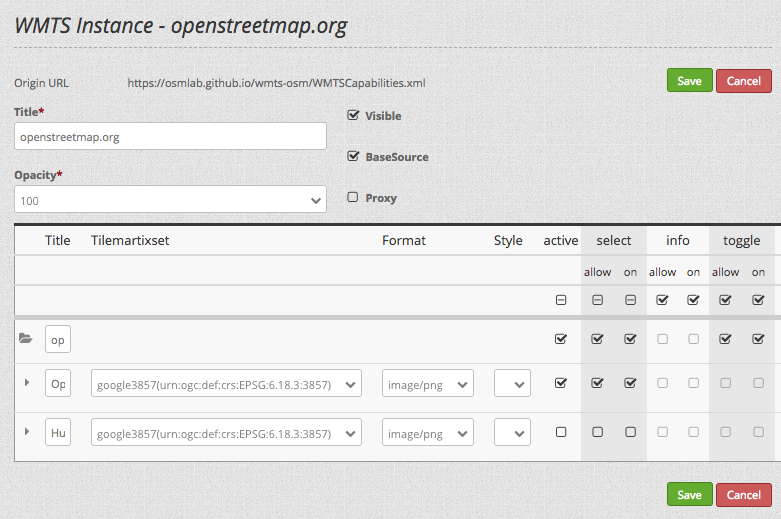 WMTS Instance - openstreetmap.org
Origin URL https://osmlab.github.io/wmts-osm/WMTSCapabilities.xml Save Cancel
Title* Visible
openstreetmap.org
BaseSource
Opacity*
100 Proxy
Title Tilemartixset Format Style active select info toggle
allow on allow on allow on
op
Op google3857(urn:ogc:def:crs:EPSG:6.18.3:3857) image/png
Hu google3857(urn:ogc:def:crs:EPSG:6.18.3:3857) image/png
Save Cancel